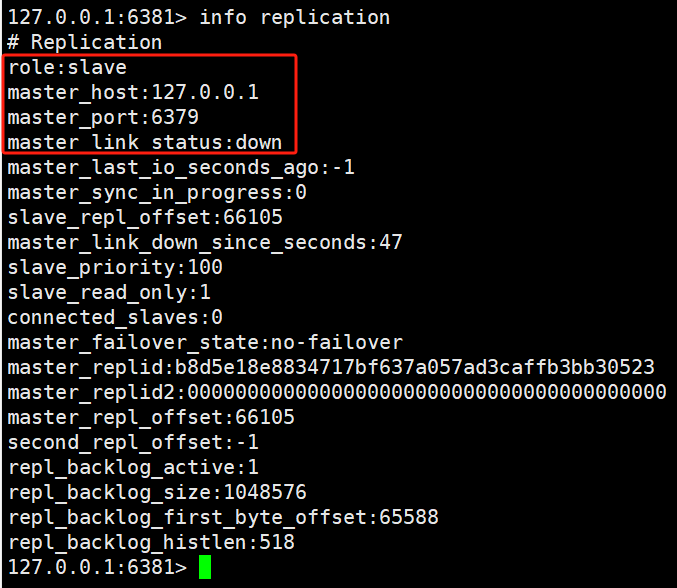 127.0.0.1:6381> info replication
# Replication
role:slave
master_host:127.0.0.1
master_port:6379
master_link_status:down
master_last_io_seconds_ago:-1
master_sync_in_progress:0
slave_repl_offset:66105
master_link_down_since_seconds:47
slave_priority:100
slave_read_only:1
connected_slaves:0
master_failover_state:no-failover
master_replid:b8d5e18e8834717bf637a057ad3caffb3bb30523
master_replid2:0000000000000000000000000000000000000000
master_repl_offset:66105
second_repl_offset:-1
repl_backlog_active:1
repl_backlog_size:1048576
repl_backlog_first_byte_offset:65588
repl_backlog_histlen:518
127.0.0.1:6381>